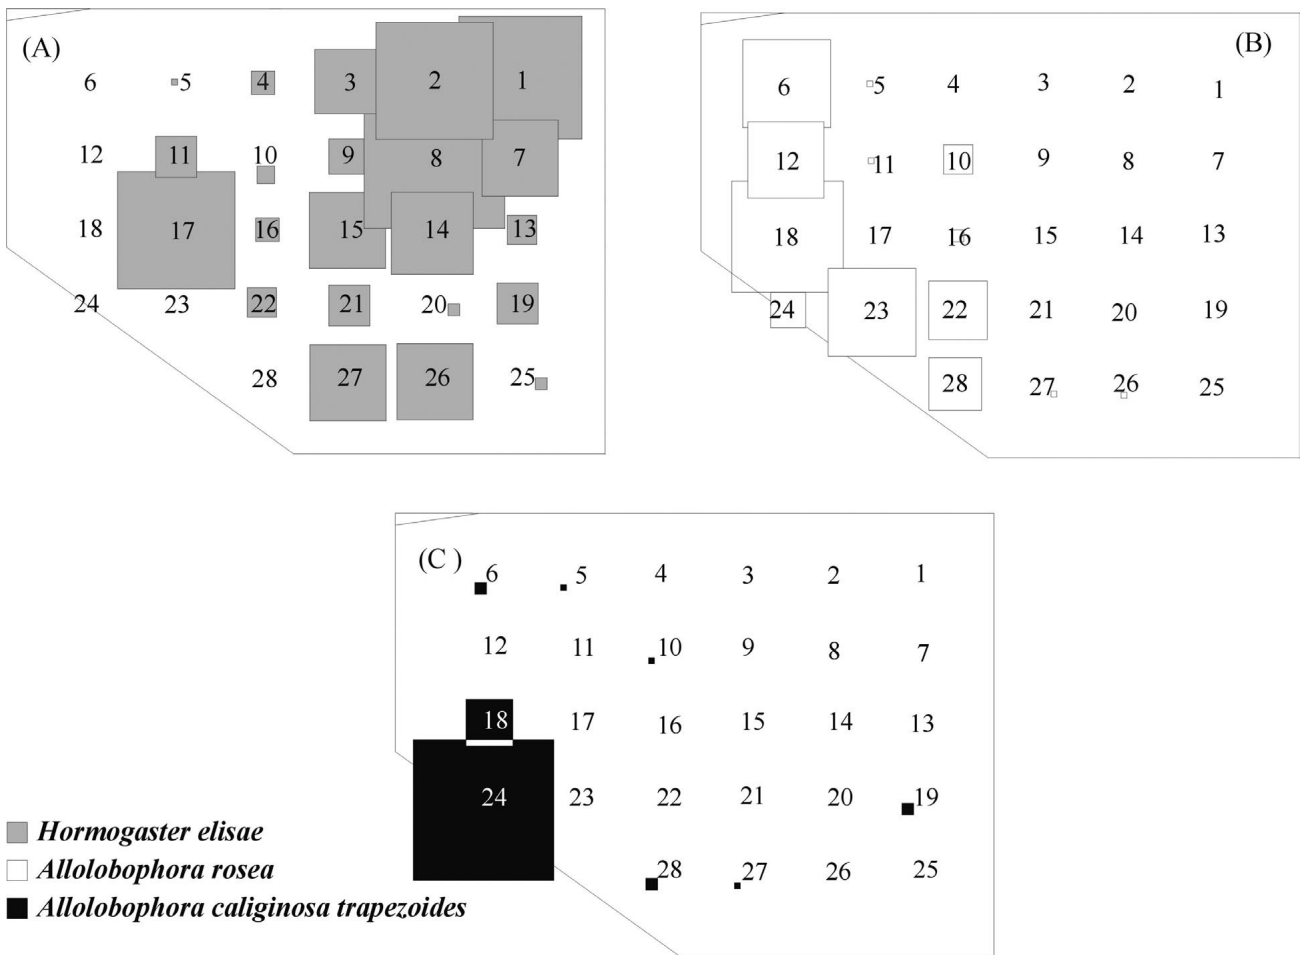 (A)
6 5 4 3 2 1
12 11 10 9 8 7
18 17 16 15 14 13
24 23 22 21 20 19
28 27 26 25
(B)
6 5 4 3 2 1
12 11 10 9 8 7
18 17 16 15 14 13
24 23 22 21 20 19
28 27 26 25
(C )
6 5 4 3 2 1
12 11 10 9 8 7
18 17 16 15 14 13
24 23 22 21 20 19
28 27 26 25
Hormogaster elisae
Allolobophora rosea
Allolobophora caliginosa trapezoides